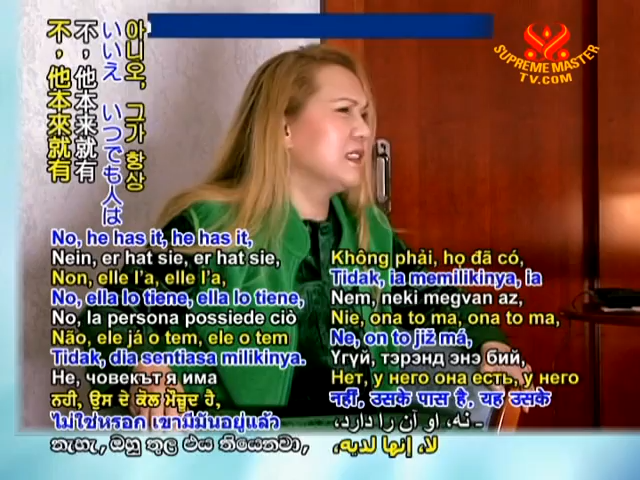 SUPREME MASTER
TV.COM
아니오, 그가 항상
いいえ いつでも人は
不，他本来就有
不，他本來就有
No, he has it, he has it,
Nein, er hat sie, er hat sie,
Non, elle l'a, elle l'a,
No, ella lo tiene, ella lo tiene,
No, la persona possiede ciò
Não, ele já o tem, ele o tem
Tidak, dia sentiasa milikinya.
Не, човекът я има
ਨਹੀ, ਉਸ ਦੇ ਕੋਲ ਮੌਜੂਦ ਹੈ,
ไม่ใช่หรอก เขามีมันอยู่แล้ว
Không phải, họ đã có,
Tidak, ia memilikinya, ia
Nem, neki megvan az,
Nie, ona to ma, ona to ma,
Ne, on to již má,
Үгүй, тэрэнд энэ бий,
Нет, у него она есть, у него
नहीं, उसके पास है, यह उसके
- نه، او آن را دارد،
لا، إنها لديه،